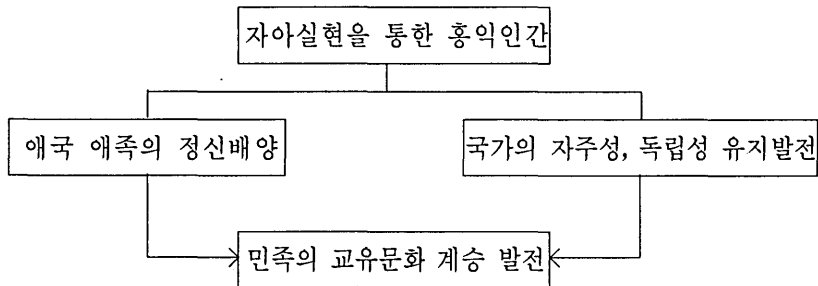 자아실현을 통한 홍익인간
애국 애족의 정신배양
국가의 자주성, 독립성 유지발전
민족의 교유문화 계승 발전